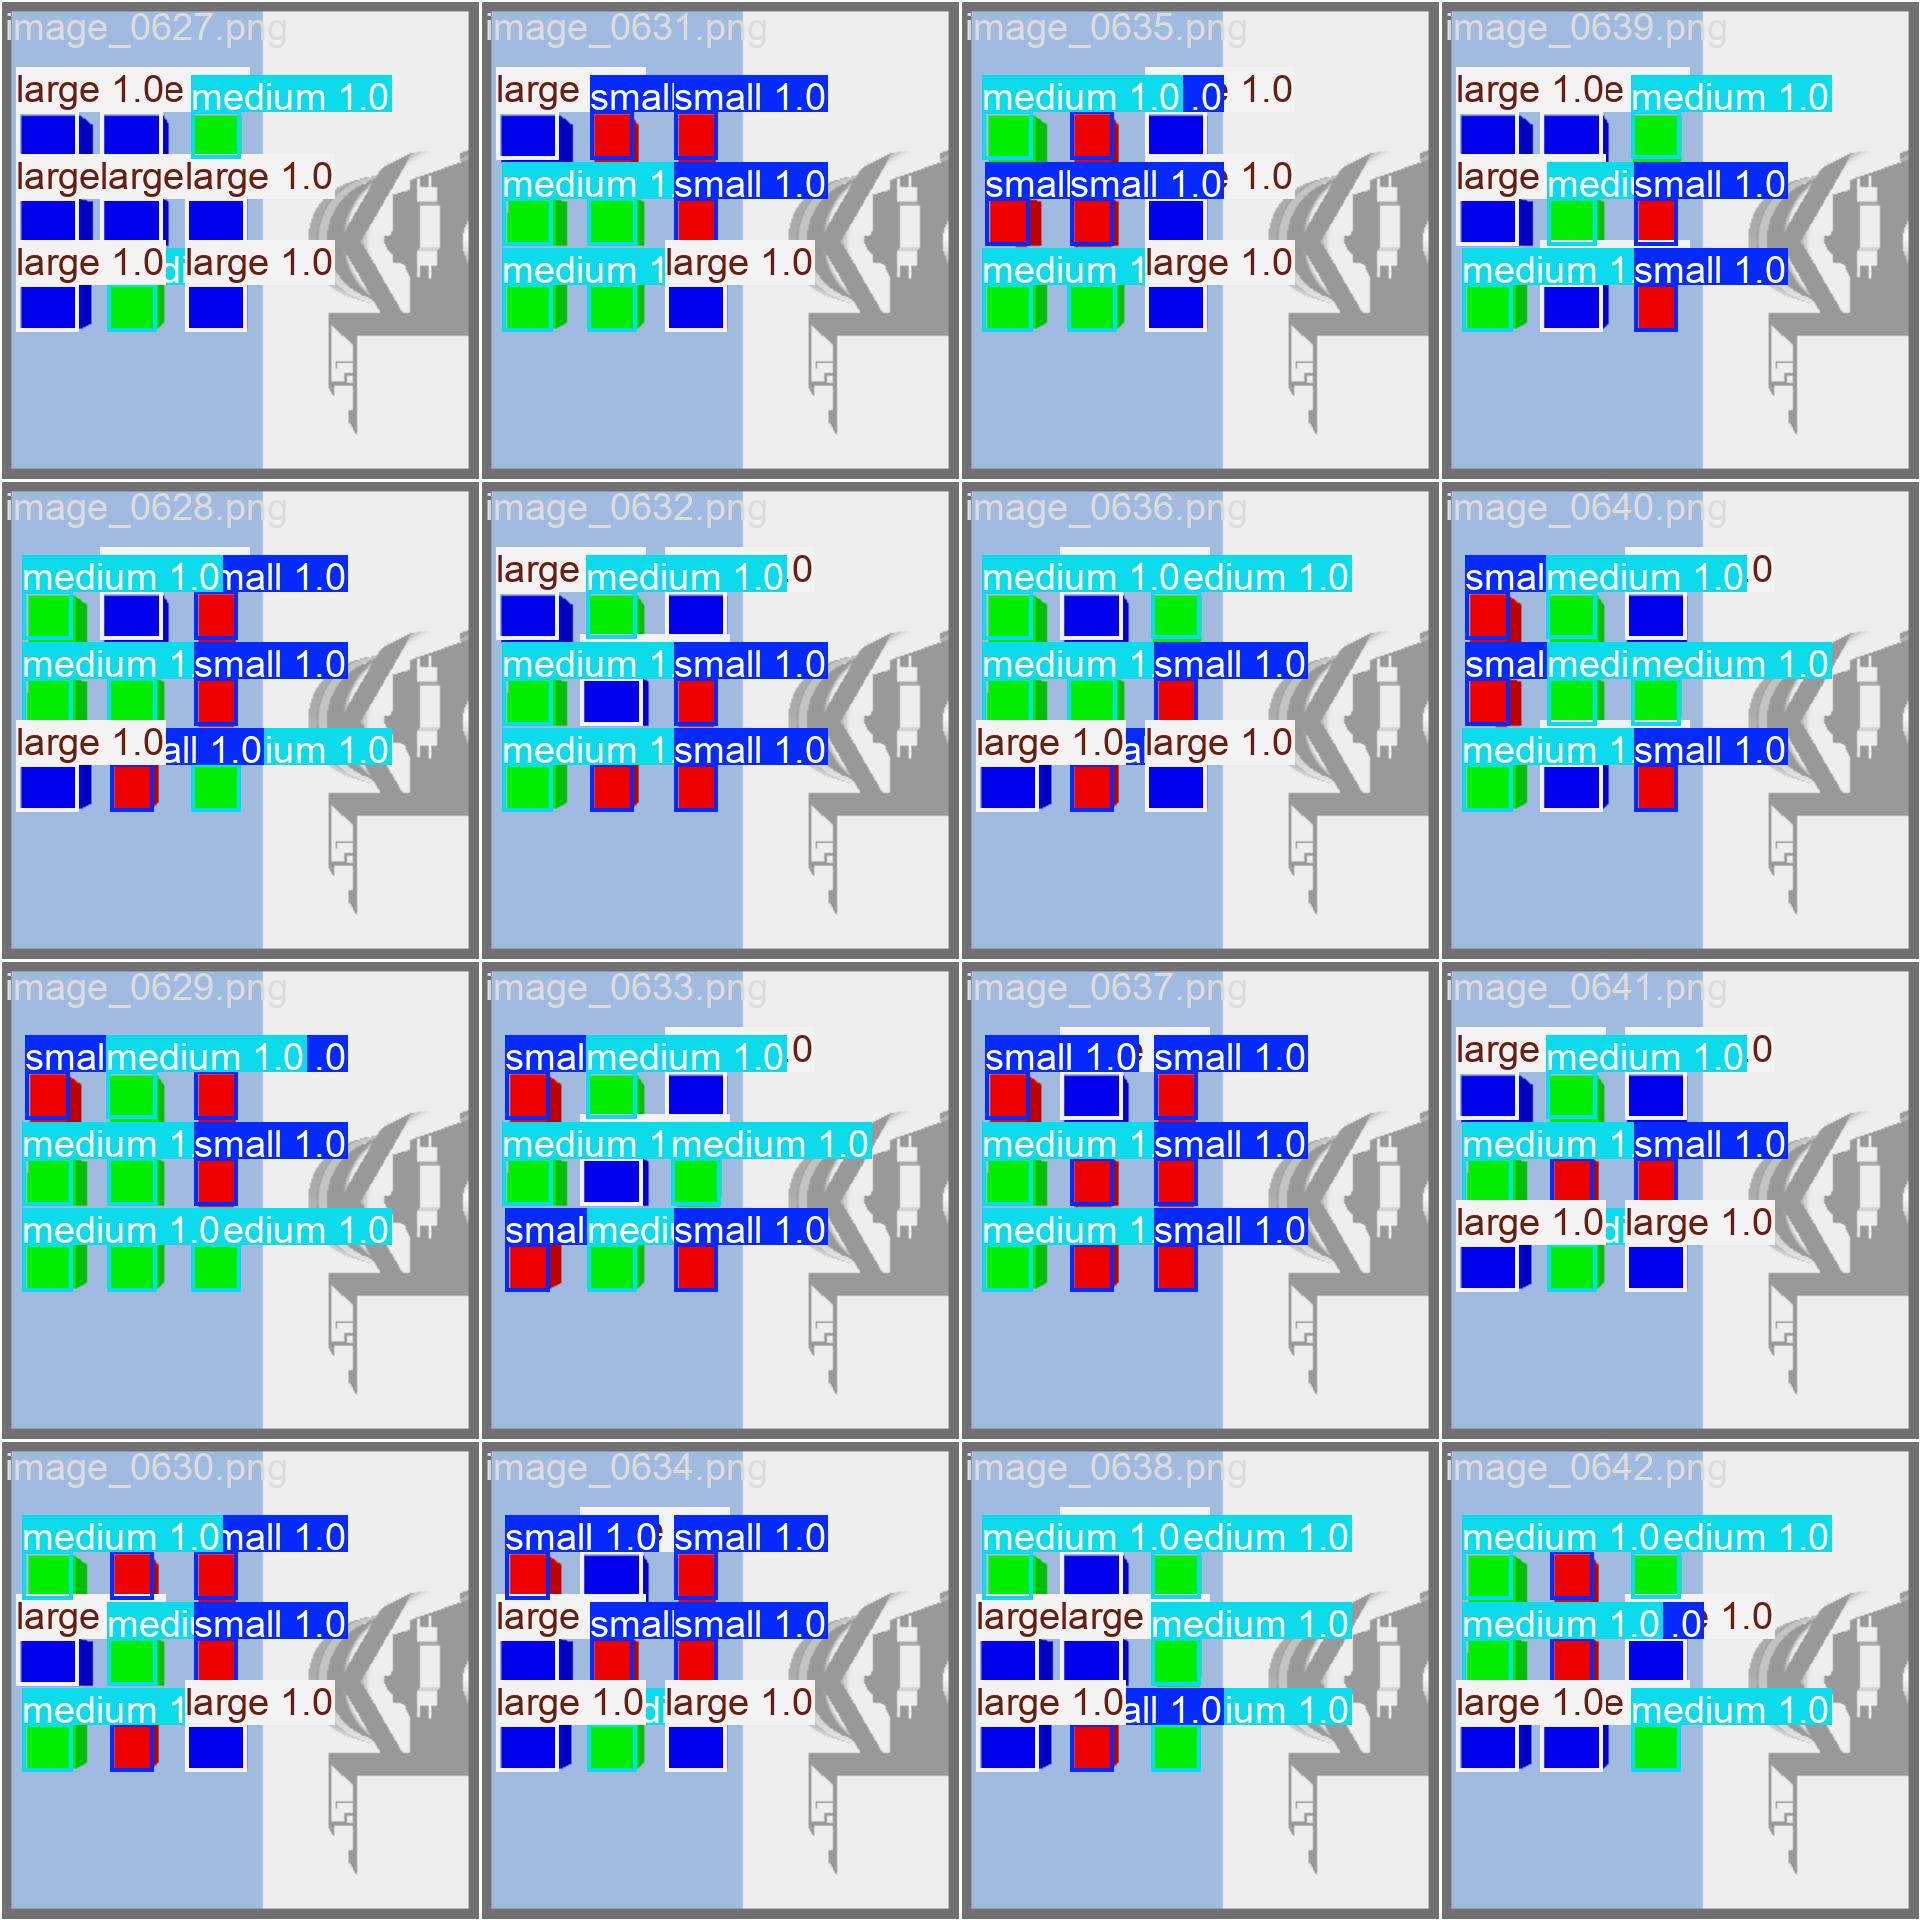 image_0627.png
large 1.0e medium 1.0
large large large 1.0
large 1.0 d large 1.0
image_0631.png
large small small 1.0
medium 1 small 1.0
medium 1 large 1.0
image_0635.png
medium 1.0 .0 1.0
small small 1.0 1.0
medium 1 large 1.0
image_0639.png
large 1.0e medium 1.0
large medi small 1.0
medium 1. small 1.0
image_0628.png
medium 1.0 mall 1.0
medium 1. small 1.0
large 1.0 all 1.0 ium 1.0
image_0632.png
large medium 1.0 .0
medium 1. small 1.0
medium 1. small 1.0
image_0636.png
medium 1.0 edium 1.0
medium 1. small 1.0
large 1.0 a large 1.0
image_0640.png
smal medium 1.0 .0
smal medi medium 1.0
medium 1. small 1.0
image_0629.png
smal medium 1.0 .0
medium 1. small 1.0
medium 1.0 edium 1.0
image_0633.png
smal medium 1.0 .0
medium 1 medium 1.0
smal medi small 1.0
image_0637.png
small 1.0 small 1.0
medium 1. small 1.0
medium 1. small 1.0
image_0641.png
large medium 1.0 .0
medium 1. small 1.0
large 1.0 d large 1.0
image_0630.png
medium 1.0 mall 1.0
large medi small 1.0
medium 1 large 1.0
image_0634.png
small 1.0 small 1.0
large small small 1.0
large 1.0 d large 1.0
image_0638.png
medium 1.0 edium 1.0
large large medium 1.0
large 1.0 all 1.0 ium 1.0
image_0642.png
medium 1.0 edium 1.0
medium 1.0 .0 1.0
large 1.0e medium 1.0